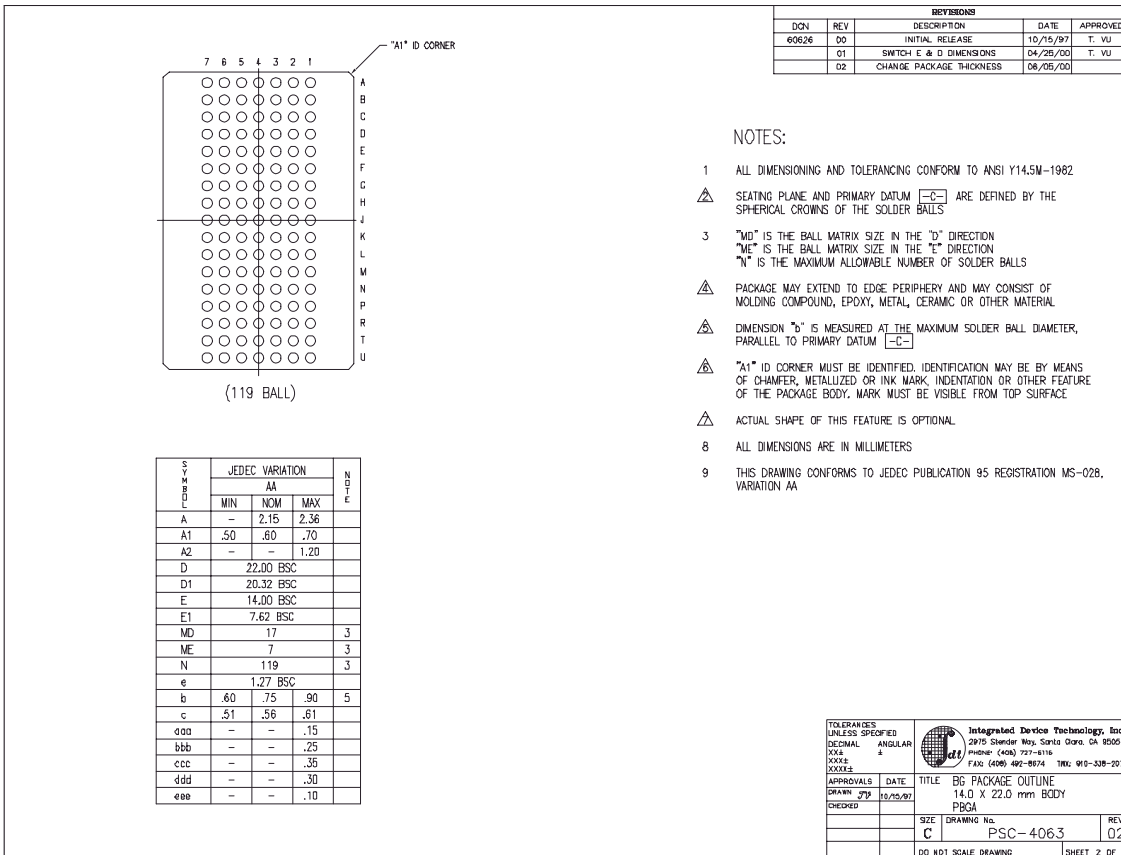 REVISIONS
DCN REV DESCRIPTION DATE APPROVED
60626 00 INITIAL RELEASE 10/15/97 T. VU
01 SWITCH E & D DIMENSIONS 04/25/00 T. VU
02 CHANGE PACKAGE THICKNESS 06/05/00
"A1" ID CORNER
7 6 5 4 3 2 1
A
B
C
D
E
F
G
H
J
K
L
M
N
P
R
T
U
(119 BALL)
NOTES:
1 ALL DIMENSIONING AND TOLERANCING CONFORM TO ANSI Y14.5M-1982
2 SEATING PLANE AND PRIMARY DATUM -C- ARE DEFINED BY THE
SPHERICAL CROWNS OF THE SOLDER BALLS
3 "MD" IS THE BALL MATRIX SIZE IN THE "D" DIRECTION
"ME" IS THE BALL MATRIX SIZE IN THE "E" DIRECTION
"N" IS THE MAXIMUM ALLOWABLE NUMBER OF SOLDER BALLS
4 PACKAGE MAY EXTEND TO EDGE PERIPHERY AND MAY CONSIST OF
MOLDING COMPOUND, EPOXY, METAL, CERAMIC OR OTHER MATERIAL
5 DIMENSION "b" IS MEASURED AT THE MAXIMUM SOLDER BALL DIAMETER,
PARALLEL TO PRIMARY DATUM -C-
6 "A1" ID CORNER MUST BE IDENTIFIED. IDENTIFICATION MAY BE BY MEANS
OF CHAMFER, METALLIZED OR INK MARK, INDENTATION OR OTHER FEATURE
OF THE PACKAGE BODY. MARK MUST BE VISIBLE FROM TOP SURFACE
7 ACTUAL SHAPE OF THIS FEATURE IS OPTIONAL
8 ALL DIMENSIONS ARE IN MILLIMETERS
9 THIS DRAWING CONFORMS TO JEDEC PUBLICATION 95 REGISTRATION MS-028,
VARIATION AA
SYMBOL JEDEC VARIATION NOTE
AA
MIN NOM MAX
A - 2.15 2.36
A1 .50 .60 .70
A2 - - 1.20
D 22.00 BSC
D1 20.32 BSC
E 14.00 BSC
E1 7.62 BSC
MD 17 3
ME 7 3
N 119 3
e 1.27 BSC
b .60 .75 .90 5
c .51 .56 .61
aaa - - .15
bbb - - .25
ccc - - .35
ddd - - .30
eee - - .10
TOLERANCES
UNLESS SPECIFIED
DECIMAL ANGULAR
XX± ±
XXX±
XXXX±
idt
Integrated Device Technology, Inc
2975 Stender Way, Santa Clara, CA 9505
PHONE: (408) 727-6116
FAX: (408) 492-8674 TWX: 910-338-20
APPROVALS DATE
DRAWN 10/15/97
CHECKED
TITLE BG PACKAGE OUTLINE
14.0 X 22.0 mm BODY
PBGA
SIZE DRAWING No. REV
C PSC-4063 02
DO NOT SCALE DRAWING SHEET 2 OF